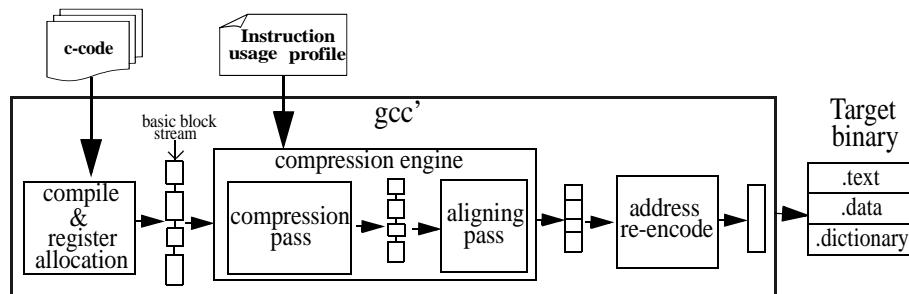 c-code
Instruction
usage profile
gcc’
basic block
stream
compression engine
compile
&
register
allocation
compression
pass
aligning
pass
address
re-encode
Target
binary
.text
.data
.dictionary